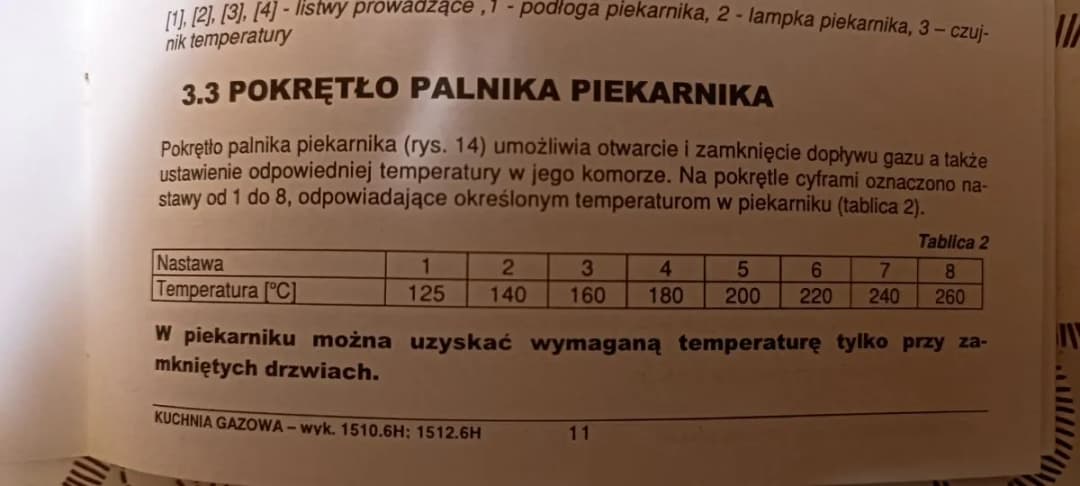 [1], [2], [3], [4] - listwy prowadzące , 1 - podłoga piekarnika, 2 - lampka piekarnika, 3 – czuj-
nik temperatury
3.3 POKRĘTŁO PALNIKA PIEKARNIKA
Pokrętło palnika piekarnika (rys. 14) umożliwia otwarcie i zamknięcie dopływu gazu a także
ustawienie odpowiedniej temperatury w jego komorze. Na pokrętle cyframi oznaczono na-
stawy od 1 do 8, odpowiadające określonym temperaturom w piekarniku (tablica 2).
Tablica 2
Nastawa 1 2 3 4 5 6 7 8
Temperatura [ºC] 125 140 160 180 200 220 240 260
W piekarniku można uzyskać wymaganą temperaturę tylko przy za-
mkniętych drzwiach.
KUCHNIA GAZOWA – wyk. 1510.6H; 1512.6H 11